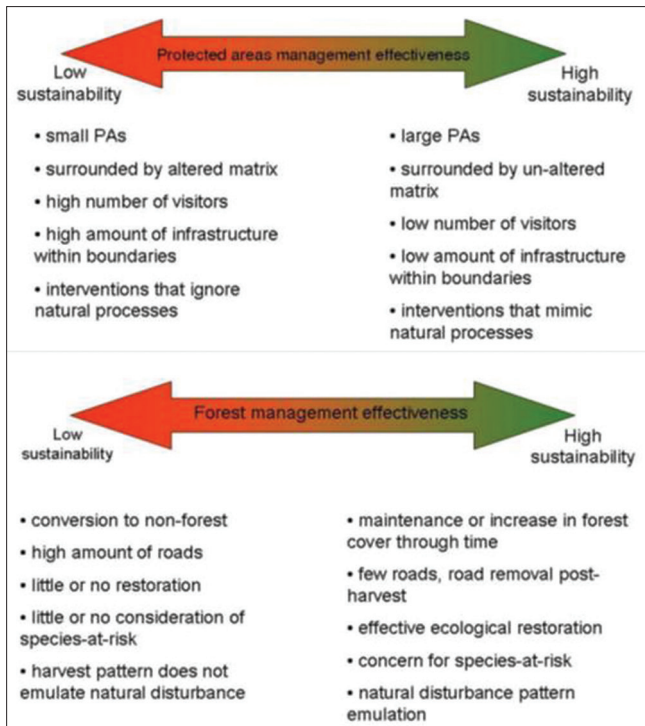 Protected areas management effectiveness
Low
sustainability
High
sustainability
• small PAs
• surrounded by altered matrix
• high number of visitors
• high amount of infrastructure
within boundaries
• interventions that ignore
natural processes
• large PAs
• surrounded by un-altered
matrix
• low number of visitors
• low amount of infrastructure
within boundaries
• interventions that mimic
natural processes
Forest management effectiveness
Low
sustainability
High
sustainability
• conversion to non-forest
• high amount of roads
• little or no restoration
• little or no consideration of
species-at-risk
• harvest pattern does not
emulate natural disturbance
• maintenance or increase in forest
cover through time
• few roads, road removal post-
harvest
• effective ecological restoration
• concern for species-at-risk
• natural disturbance pattern
emulation